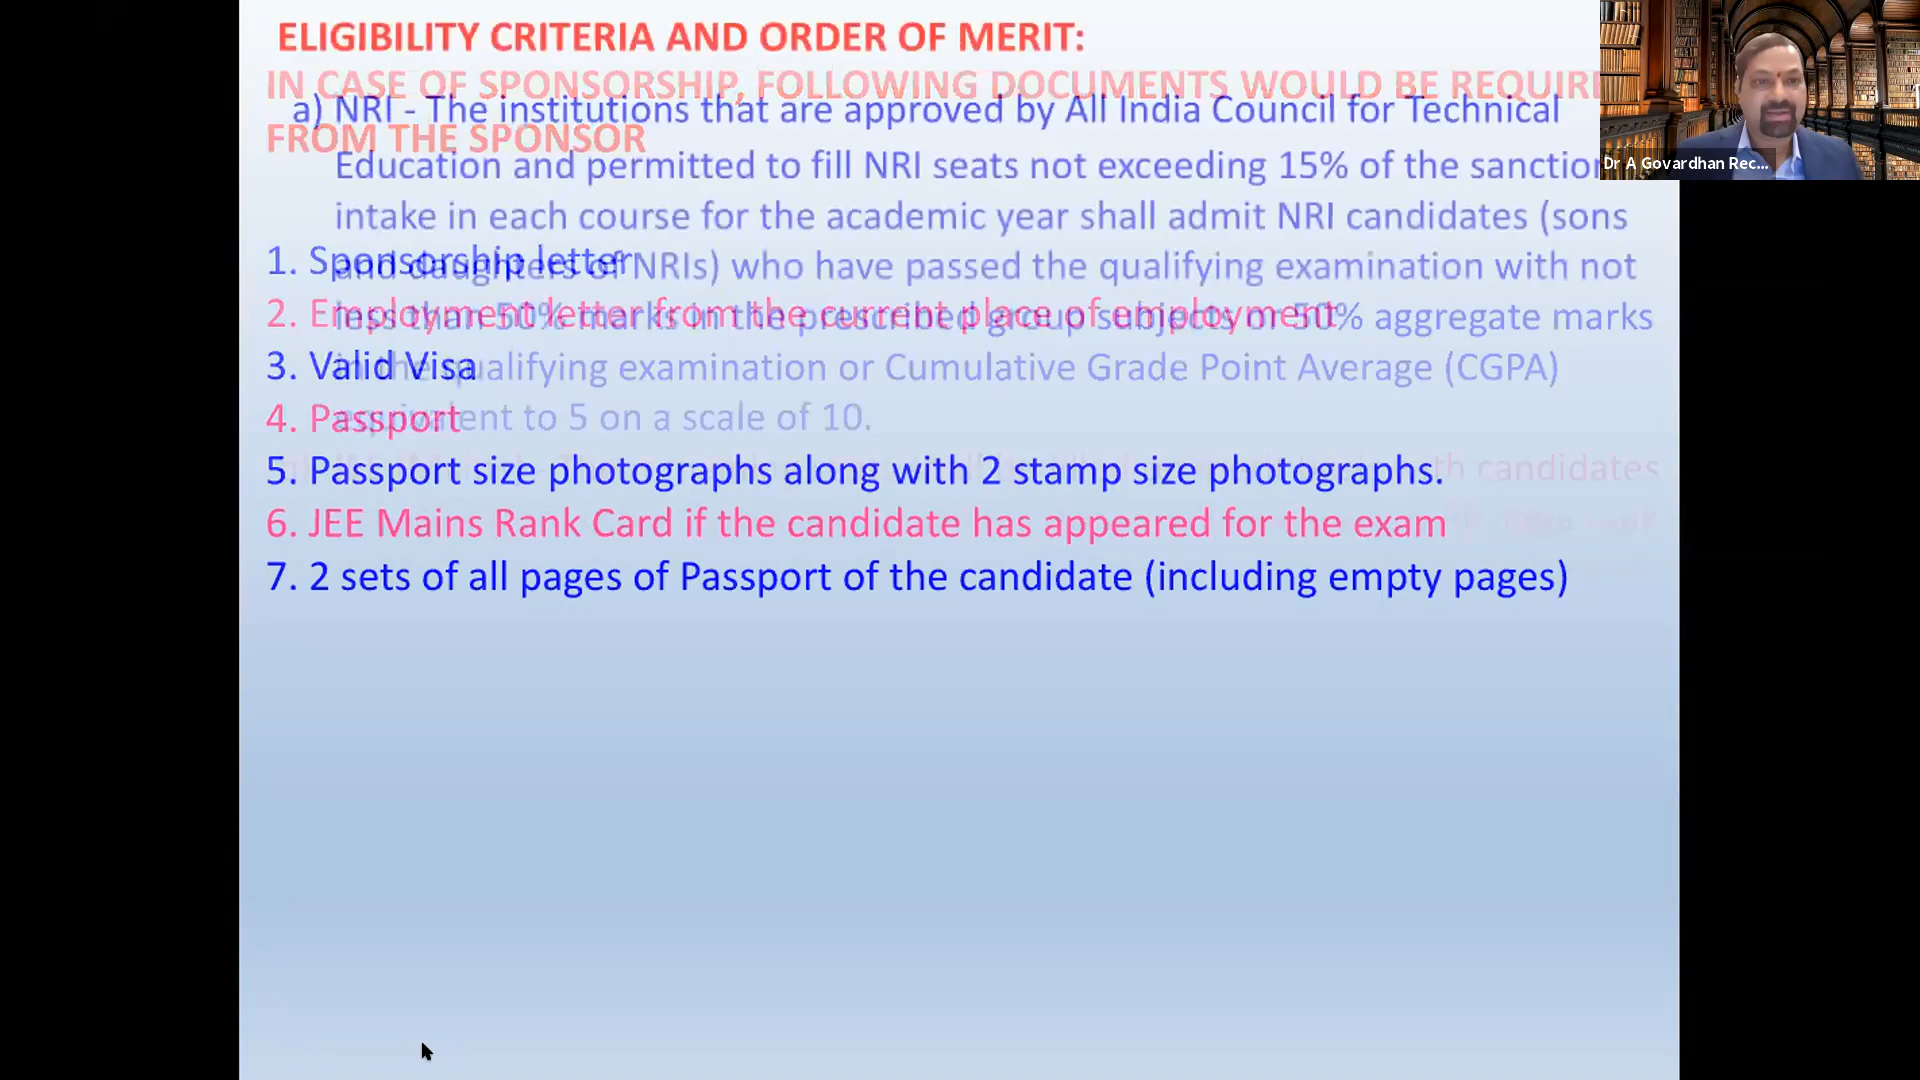 ELIGIBILITY CRITERIA AND ORDER OF MERIT:
IN CASE OF SPONSORSHIP, FOLLOWING DOCUMENTS WOULD BE REQUIRE
FROM THE SPONSOR
a) NRI - The institutions that are approved by All India Council for Technical
Education and permitted to fill NRI seats not exceeding 15% of the sanction
intake in each course for the academic year shall admit NRI candidates (sons
and daughters of NRIs) who have passed the qualifying examination with not
less than 50% marks in the prescribed group subjects or 50% aggregate marks
in the qualifying examination or Cumulative Grade Point Average (CGPA)
equivalent to 5 on a scale of 10.
candidates
1. Sponsorship letter
2. Employment letter from the current place of employment.
3. Valid Visa
4. Passport
5. Passport size photographs along with 2 stamp size photographs.
6. JEE Mains Rank Card if the candidate has appeared for the exam
7. 2 sets of all pages of Passport of the candidate (including empty pages)
Dr A Govardhan Rec...